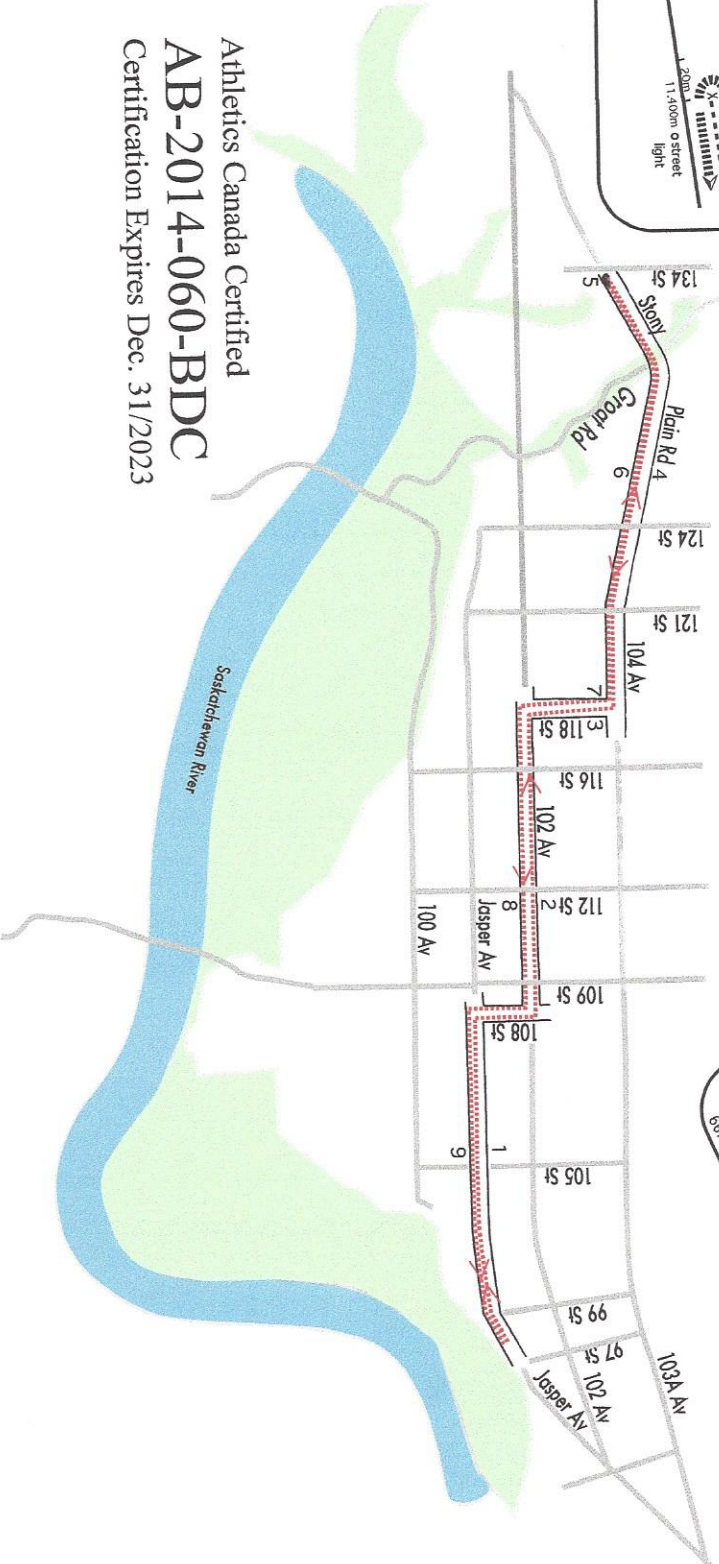 20m
11,400m o street
light
X
134 St
5
Stony
Plain Rd
4
6
Groat Rd
124 St
121 St
104 Av
7
3
118 St
116 St
102 Av
112 St
2
8
109 St
Jasper Av
100 Av
108 St
1
9
105 St
99 St
97 St
102 Av
103A Av
Jasper Av
Saskatchewan River
Athletics Canada Certified
AB-2014-060-BDC
Certification Expires Dec. 31/2023